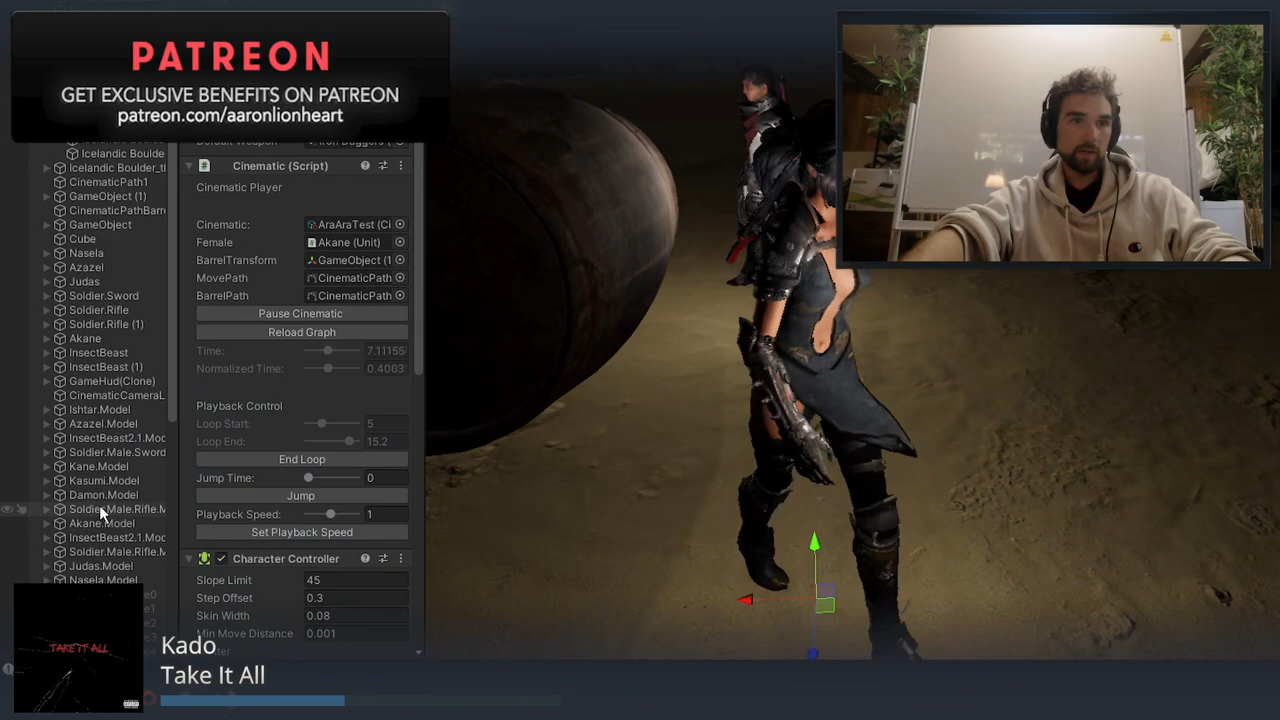 PATREON
GET EXCLUSIVE BENEFITS ON PATREON
patreon.com/aaronlionheart
Icelandic Boulde
Icelandic Boulder_tl
CinematicPath1
GameObject (1)
CinematicPathBarre
GameObject
Cube
Nasela
Azazel
Judas
Soldier.Sword
Soldier.Rifle
Soldier.Rifle (1)
Akane
InsectBeast
InsectBeast (1)
GameHud(Clone)
CinematicCameraL
Ishtar.Model
Azazel.Model
InsectBeast2.1.Moc
Soldier.Male.Sword
Kane.Model
Kasumi.Model
Damon.Model
Soldier.Male.Rifle.M
Akane.Model
InsectBeast2.1.Moc
Soldier.Male.Rifle.M
Judas.Model
Nasela.Model
Cinematic (Script)
Cinematic Player
Cinematic: AraAraTest (Ci
Female Akane (Unit)
BarrelTransform GameObject (1
MovePath CinematicPath
BarrelPath CinematicPath
Pause Cinematic
Reload Graph
Time: 7.11155
Normalized Time: 0.4063
Playback Control
Loop Start: 5
Loop End: 15.2
End Loop
Jump Time: 0
Jump
Playback Speed: 1
Set Playback Speed
Character Controller
Slope Limit 45
Step Offset 0.3
Skin Width 0.08
Min Move Distance 0.001
TAKE IT ALL
Kado
Take It All